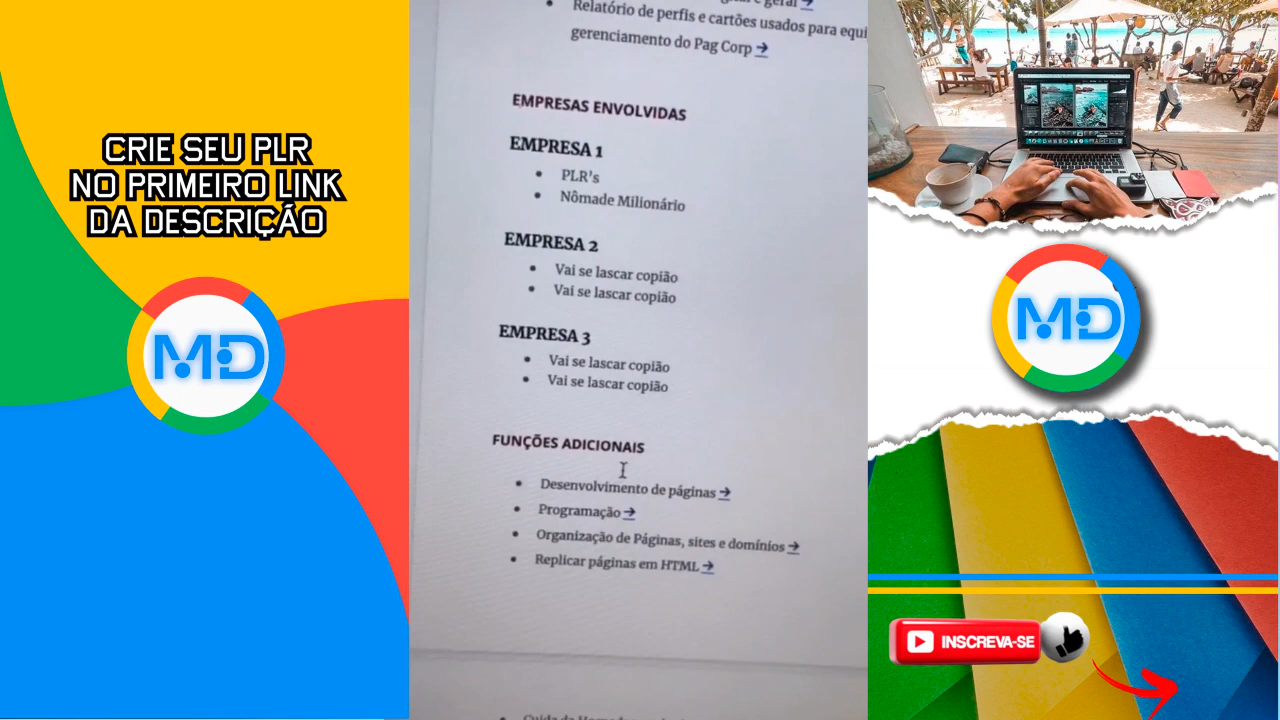 CRIE SEU PLR
NO PRIMEIRO LINK
DA DESCRIÇÃO
MD
geral →
Relatório de perfis e cartões usados para equi
gerenciamento do Pag Corp →
EMPRESAS ENVOLVIDAS
EMPRESA 1
PLR's
Nômade Milionário
EMPRESA 2
Vai se lascar copião
Vai se lascar copião
EMPRESA 3
Vai se lascar copião
Vai se lascar copião
FUNÇÕES ADICIONAIS
Desenvolvimento de páginas →
Programação →
Organização de Páginas, sites e domínios →
Replicar páginas em HTML →
MD
INSCREVA-SE